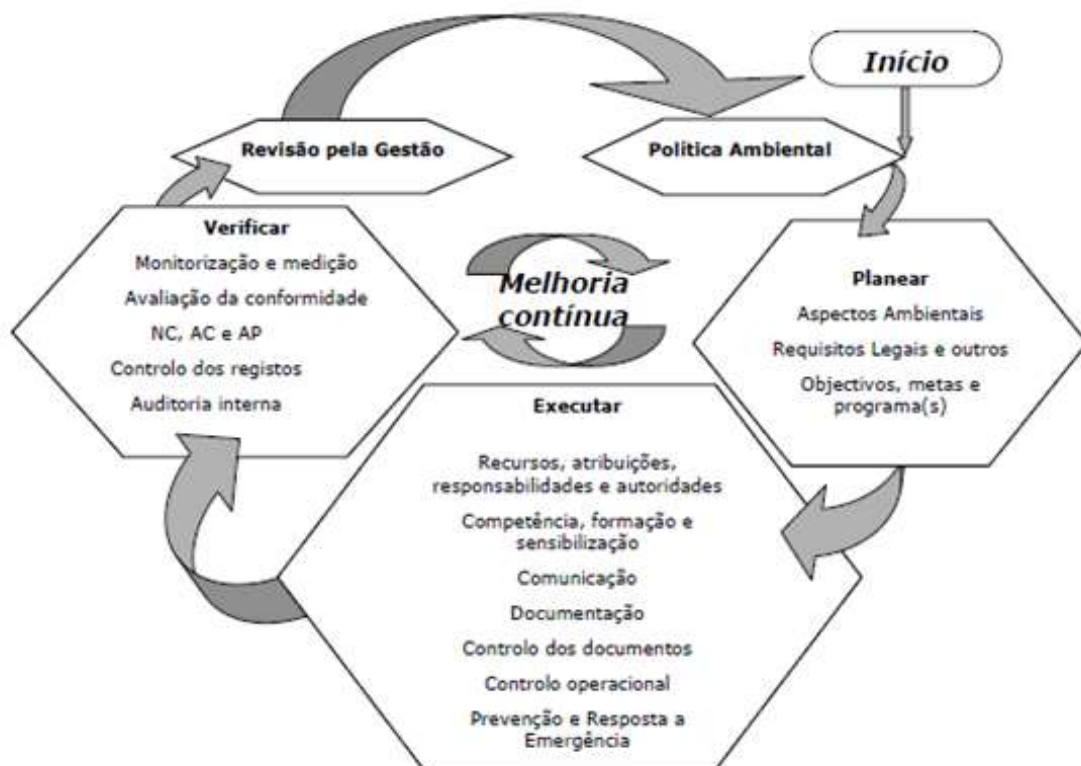 Início
Revisão pela Gestão
Política Ambiental
Verificar
Monitorização e medição
Avaliação da conformidade
NC, AC e AP
Controlo dos registos
Auditoria interna
Melhoria
contínua
Planear
Aspectos Ambientais
Requisitos Legais e outros
Objectivos, metas e
programa(s)
Executar
Recursos, atribuições,
responsabilidades e autoridades
Competência, formação e
sensibilização
Comunicação
Documentação
Controlo dos documentos
Controlo operacional
Prevenção e Resposta a
Emergência